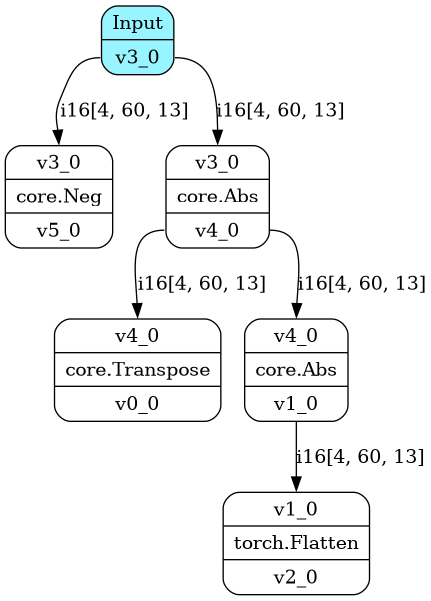 Input
v3_0
i16[4, 60, 13]
i16[4, 60, 13]
v3_0
core.Neg
v5_0
v3_0
core.Abs
v4_0
i16[4, 60, 13]
i16[4, 60, 13]
v4_0
core.Transpose
v0_0
v4_0
core.Abs
v1_0
i16[4, 60, 13]
v1_0
torch.Flatten
v2_0